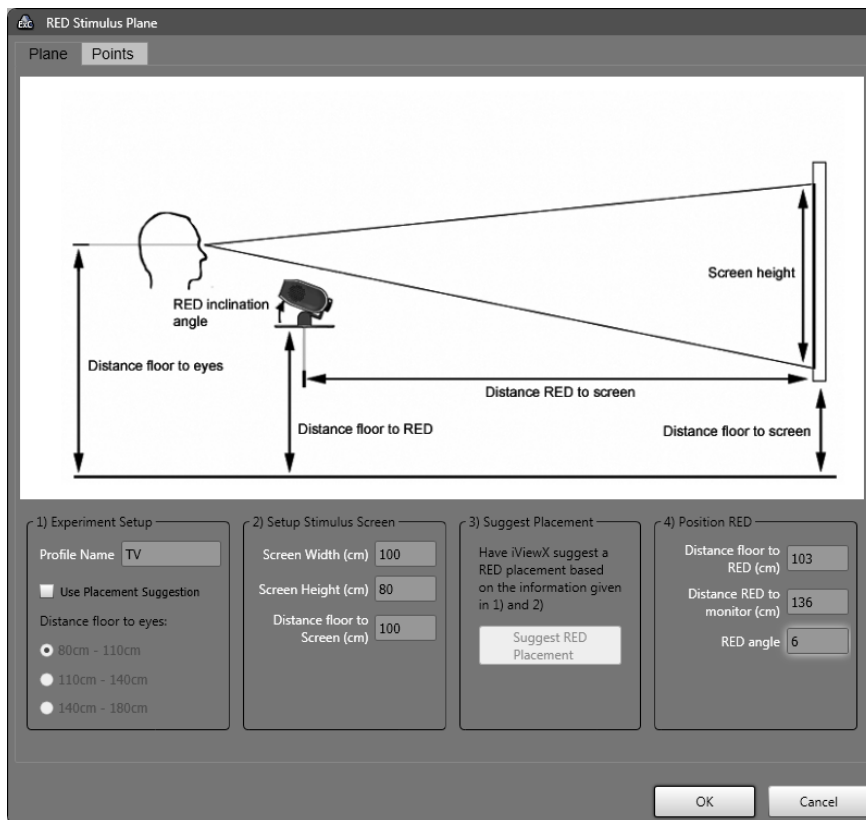 EXC RED Stimulus Plane
Plane Points
Screen height
RED inclination
angle
Distance floor to eyes
Distance RED to screen
Distance floor to RED
Distance floor to screen
1) Experiment Setup
Profile Name TV
Use Placement Suggestion
Distance floor to eyes:
80cm - 110cm
110cm - 140cm
140cm - 180cm
2) Setup Stimulus Screen
Screen Width (cm) 100
Screen Height (cm) 80
Distance floor to
Screen (cm) 100
3) Suggest Placement
Have iViewX suggest a
RED placement based
on the information given
in 1) and 2)
Suggest RED
Placement
4) Position RED
Distance floor to
RED (cm) 103
Distance RED to
monitor (cm) 136
RED angle 6
OK Cancel